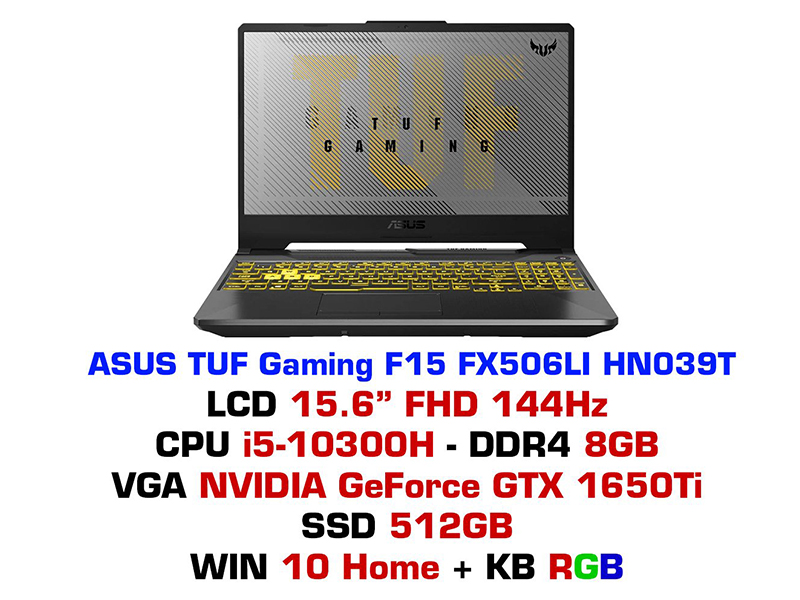 TUF
TUF
GAMING
ASUS
ASUS TUF Gaming F15 FX506LI HN039T
LCD 15.6” FHD 144Hz
CPU i5-10300H - DDR4 8GB
VGA NVIDIA GeForce GTX 1650Ti
SSD 512GB
WIN 10 Home + KB RGB